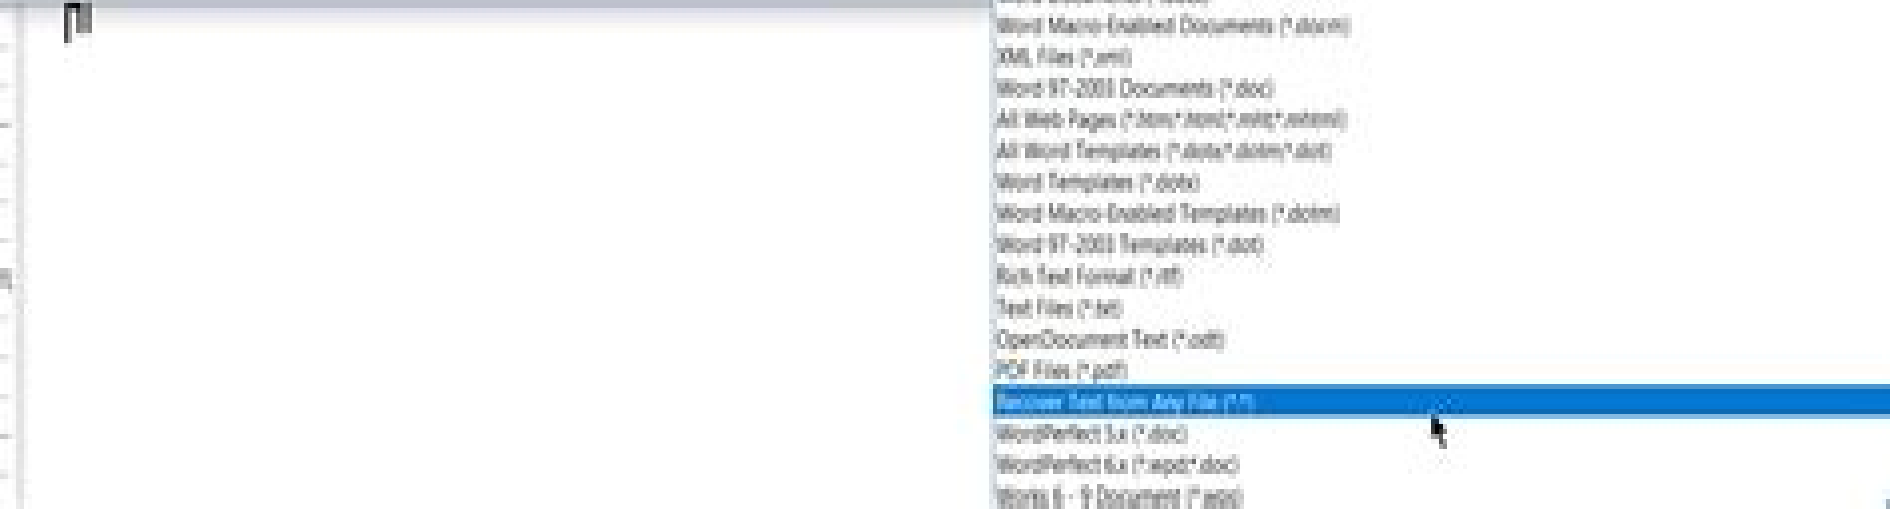 Word Macro-Enabled Documents (*.docm)
XML Files (*.xml)
Word 97-2003 Documents (*.doc)
All Web Pages (*.htm;*.html;*.mht;*.mhtml)
All Word Templates (*.dotx;*.dotm;*.dot)
Word Templates (*.dotx)
Word Macro-Enabled Templates (*.dotm)
Word 97-2003 Templates (*.dot)
Rich Text Format (*.rtf)
Text Files (*.txt)
OpenDocument Text (*.odt)
PDF Files (*.pdf)
Recover Text from Any File (*.*)
WordPerfect 5.x (*.doc)
WordPerfect 6.x (*.wpd;*.doc)
Works 6 - 9 Document (*.wps)